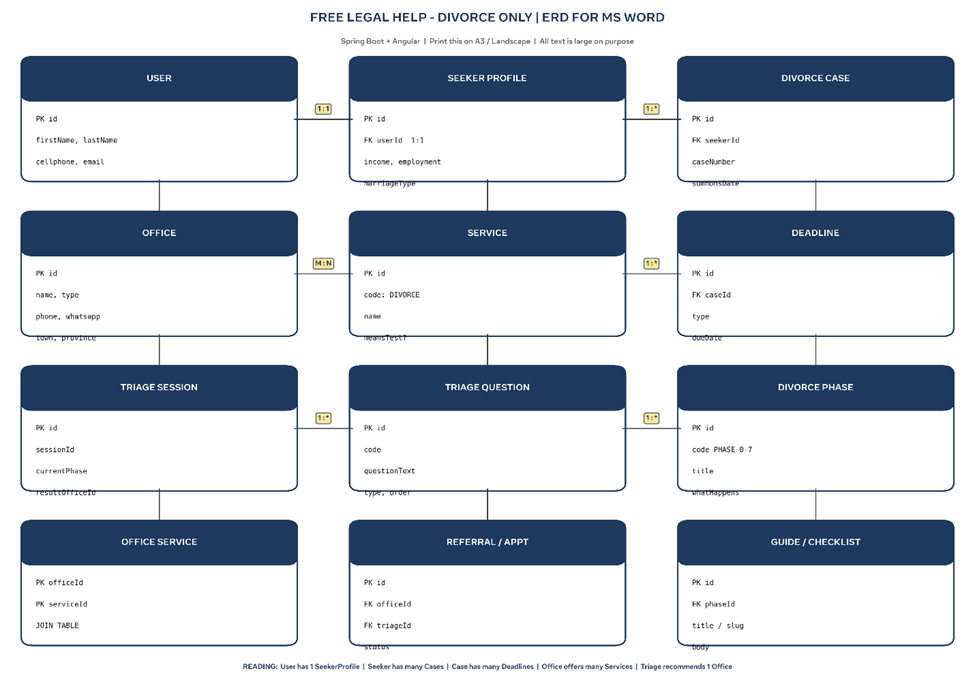 FREE LEGAL HELP - DIVORCE ONLY | ERD FOR MS WORD
Spring Boot + Angular | Print this on A3 / Landscape | All text is large on purpose
USER
PK id
firstName, lastName
cellphone, email
1:1
SEEKER PROFILE
PK id
FK userId 1:1
income, employment
marriageType
1:*
DIVORCE CASE
PK id
FK seekerId
caseNumber
summonsDate
OFFICE
PK id
name, type
phone, whatsapp
town, province
M:N
SERVICE
PK id
code: DIVORCE
name
meansTest?
1:*
DEADLINE
PK id
FK caseId
type
dueDate
TRIAGE SESSION
PK id
sessionId
currentPhase
resultOfficeId
1:*
TRIAGE QUESTION
PK id
code
questionText
type, order
1:*
DIVORCE PHASE
PK id
code PHASE 0-7
title
whatHappens
OFFICE SERVICE
PK officeId
PK serviceId
JOIN TABLE
REFERRAL / APPT
PK id
FK officeId
FK triageId
status
GUIDE / CHECKLIST
PK id
FK phaseId
title / slug
body
READING: User has 1 SeekerProfile | Seeker has many Cases | Case has many Deadlines | Office offers many Services | Triage recommends 1 Office